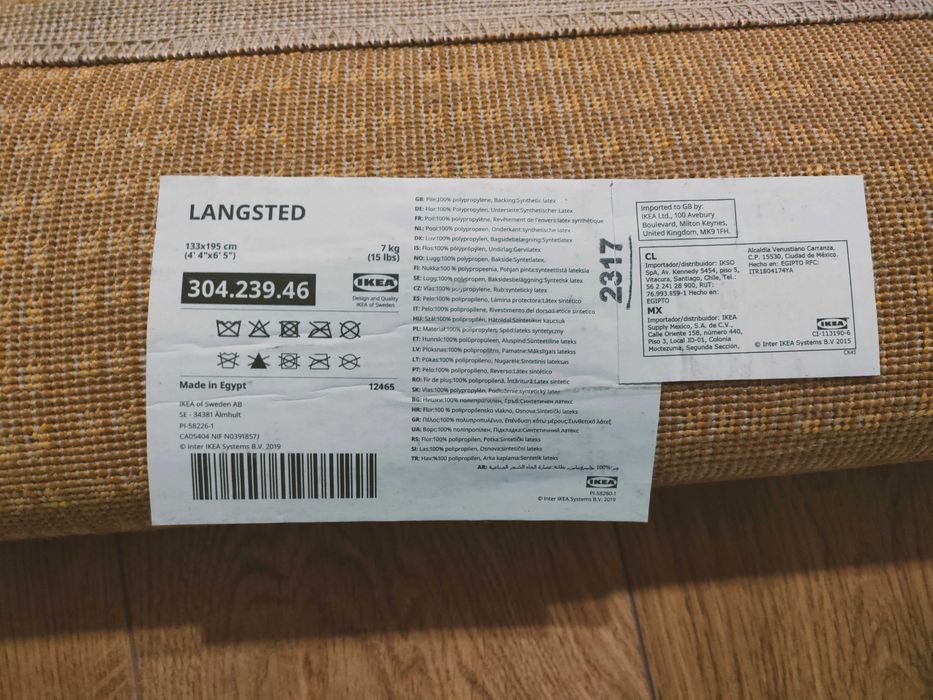 LANGSTED
133x195 cm
(4' 4"x6' 5")
7 kg
(15 lbs)
304.239.46
IKEA
Design and Quality
IKEA of Sweden
Made in Egypt
12465
IKEA of Sweden AB
SE - 34381 Älmhult
PI-58226-1
CA05404 NIF N0391857J
© Inter IKEA Systems B.V. 2019
GB: Pile:100% polypropylene, Backing:Synthetic latex
DE: Flor:100% Polypropylen, Unterseite:Synthetischer Latex
FR: Poil:100% polypropylène, Revêtement de l'envers:latex synthétique
NL: Pool:100% polypropeen, Onderkant:synthetisch latex
DK: Luv:100% polypropylen, Bagsidebelægning:Syntetlatex
IS: Flos:100% pólýprópýlen, Undirlag:Gervilatex.
NO: Lugg:100% polypropylen, Bakside:Syntetlatex.
FI: Nukka:100 % polypropeenia, Pohjan pinta:synteettistä lateksia
SE: Lugg:100% polypropen, Baksidesbeläggning:Syntetisk latex
CZ: Vlas:100% polypropylen, Rub:syntetický latex
ES: Pelo:100% polipropileno, Lámina protectora:Látex sintético
IT: Pelo:100% polipropilene, Rivestimento del dorso:lattice sintetico
HU: Szál:100% polipropilén, Hátoldal:Szintetikus kaucsuk
PL: Materiał:100% polipropylen, Spód:lateks syntetyczny
EE: Hunnik:100% polüpropüleen, Aluspind:Sünteetiline lateks
LV: Plūksnas:100% polipropilēns, Pamatne:Mākslīgais latekss
LT: Pūkas:100% polipropilenas, Nugarėlė:Sintetinis lateksas
PT: Pelo:100% polipropileno, Reverso:Látex sintético
RO: Fir de pluş:100% polipropilenă, Întăritură:Latex sintetic
SK: Vlas:100% polypropylén, Podšitie:Syntetický latex
BG: Нишки:100% полипропилен, Гръб:Синтетичен латекс
HR: Flor:100 % polipropilensko vlakno, Osnova:Sintetički lateks
GR: Πέλος:100% πολυπροπυλένιο, Επένδυση κάτω μέρους:Συνθετικό λάτεξ
UA: Ворс:100% поліпропілен, Підкладка:Синтетичний латекс
RS: Flor:100% polipropilen, Potka:Sintetički lateks
SI: Las:100% polipropilen, Osnova:sintetični lateks
TR: Hav:%100 polipropilen, Arka kaplama:Sentetik lateks
AR:
IKEA
PI-58260-1
© Inter IKEA Systems B.V. 2019
2317
Imported to GB by:
IKEA Ltd., 100 Avebury
Boulevard, Milton Keynes,
United Kingdom, MK9 1FH.
CL
Importador/distribuidor: IKSO
SpA, Av. Kennedy 5454, piso 5,
Vitacura, Santiago, Chile, Tel.:
56 2 241 28 900, RUT:
76.993.859-1 Hecho en:
EGIPTO
MX
Importador/distribuidor: IKEA
Supply Mexico, S.A. de C.V.,
Calle Oriente 158, número 440,
Piso 3, Local JD-01, Colonia
Moctezuma, Segunda Sección,
Alcaldía Venustiano Carranza,
C.P. 15530, Ciudad de México.
Hecho en: EGIPTO RFC:
ITR1804174YA
IKEA
CI-113190-6
© Inter IKEA Systems B.V 2015
CK45